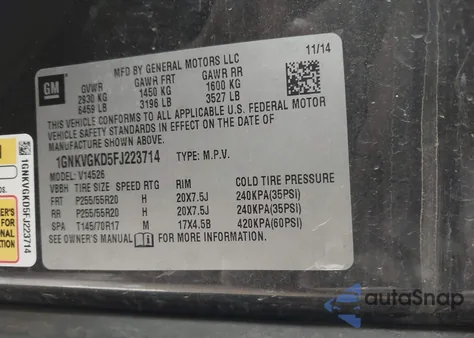 MFD BY GENERAL MOTORS LLC 11/14
GM
GVWR GAWR FRT GAWR RR
2930 KG 1450 KG 1600 KG
6459 LB 3196 LB 3527 LB
THIS VEHICLE CONFORMS TO ALL APPLICABLE U.S. FEDERAL MOTOR
VEHICLE SAFETY AND THEFT PREVENTION STANDARDS IN EFFECT ON
THE DATE OF MANUFACTURE SHOWN ABOVE.
1GNKVGKD5FJ223714 TYPE: M.P.V.
MODEL: V14526
VBBH TIRE SIZE RIM COLD TIRE PRESSURE
FRT P255/55R20 H 20X7.5J 240KPA(35PSI)
RR P255/55R20 H 20X7.5J 240KPA(35PSI)
SPA T145/70R17 M 17X4.5B 420KPA(60PSI)
SEE OWNER'S MANUAL FOR MORE INFORMATION.
1GNKVGKD5FJ223714
autoSnap